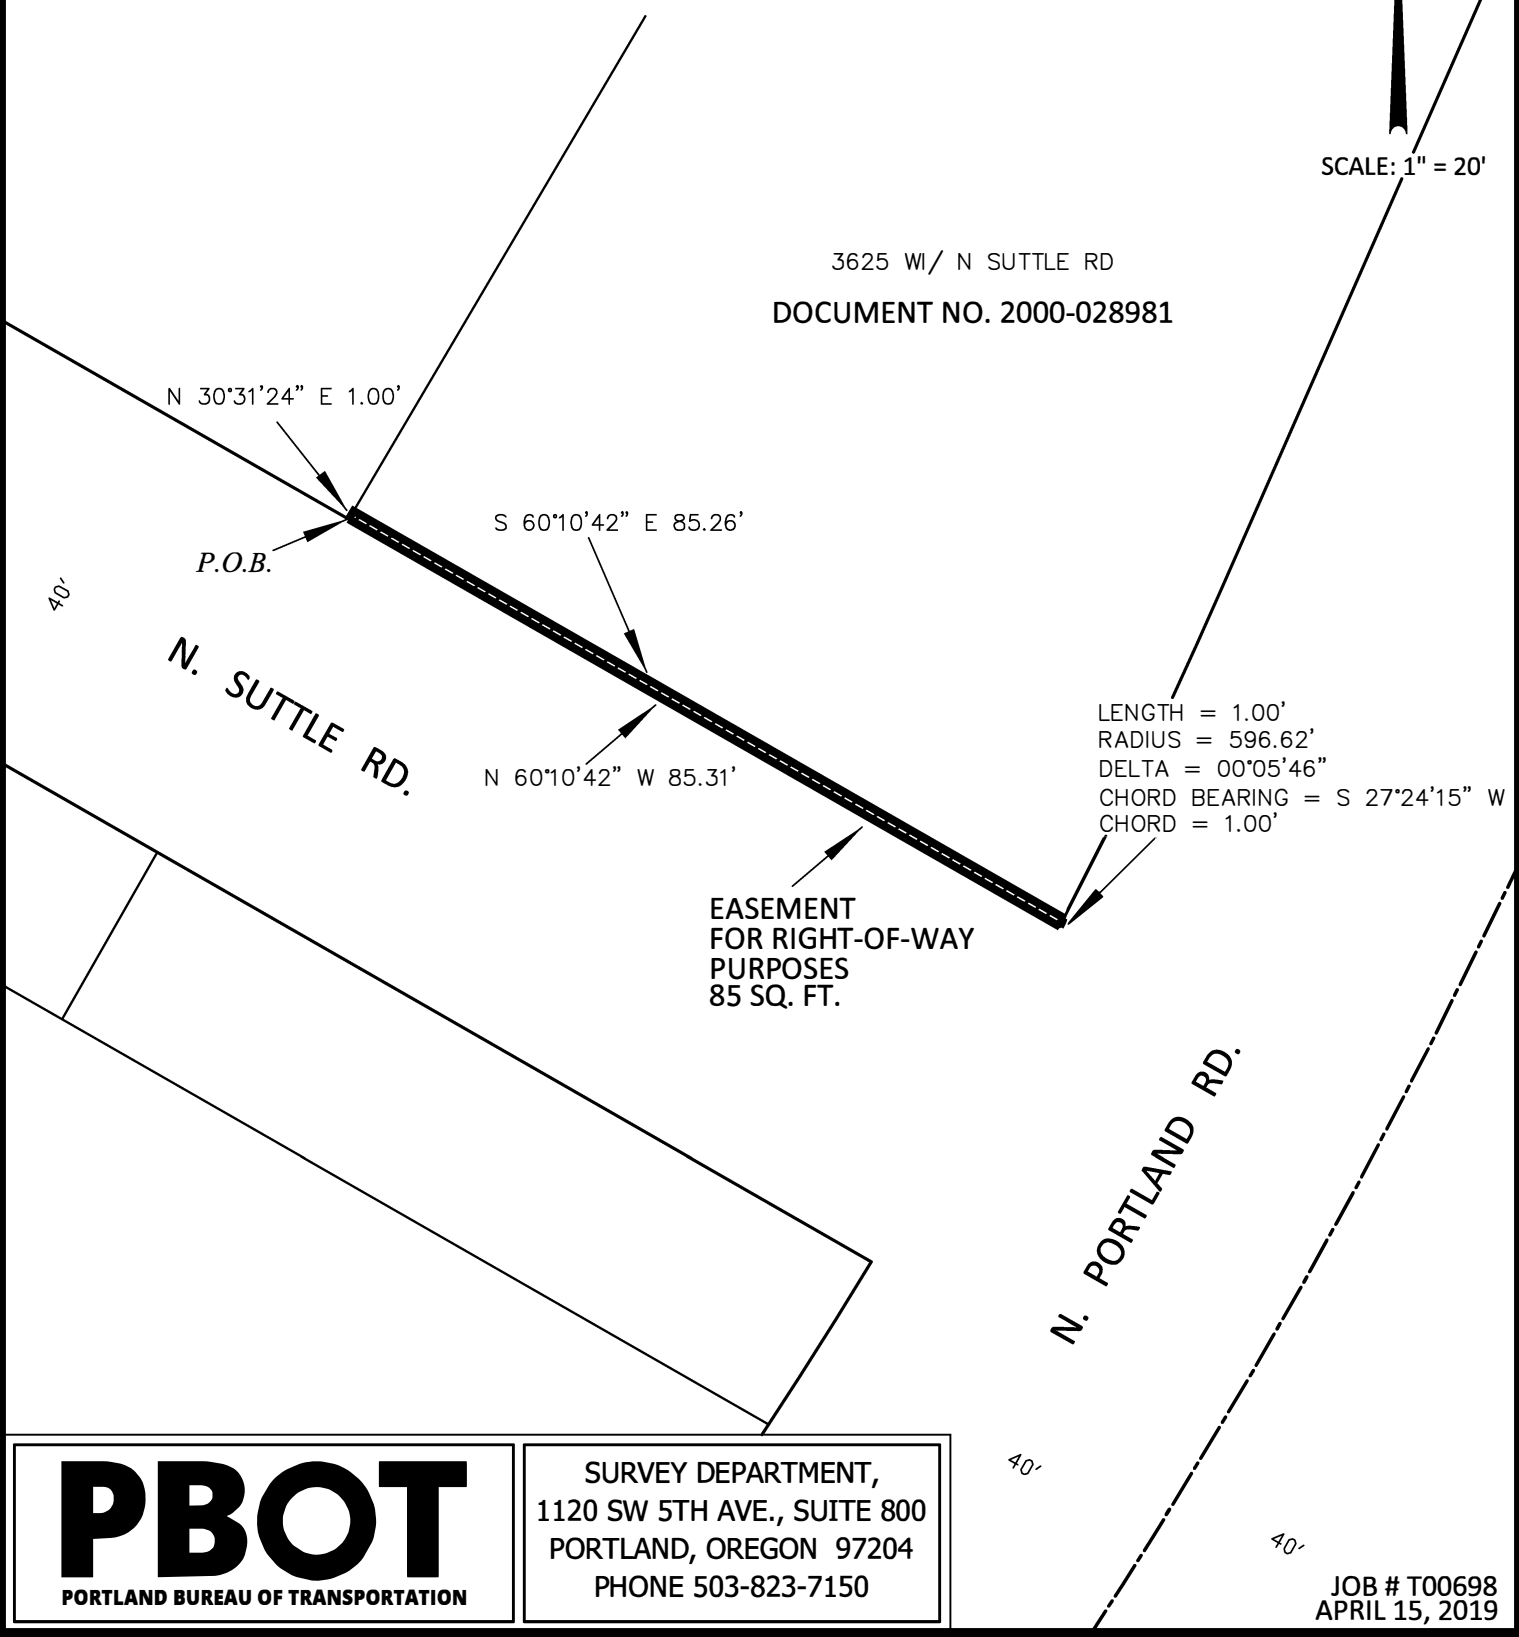 SCALE: 1" = 20'
3625 WI/ N SUTTLE RD
DOCUMENT NO. 2000-028981
N 30°31'24" E 1.00'
S 60°10'42" E 85.26'
P.O.B.
40'
N. SUTTLE RD.
N 60°10'42" W 85.31'
LENGTH = 1.00'
RADIUS = 596.62'
DELTA = 00°05'46"
CHORD BEARING = S 27°24'15" W
CHORD = 1.00'
EASEMENT
FOR RIGHT-OF-WAY
PURPOSES
85 SQ. FT.
N. PORTLAND RD.
40'
40'
PBOT
PORTLAND BUREAU OF TRANSPORTATION
SURVEY DEPARTMENT,
1120 SW 5TH AVE., SUITE 800
PORTLAND, OREGON 97204
PHONE 503-823-7150
JOB # T00698
APRIL 15, 2019